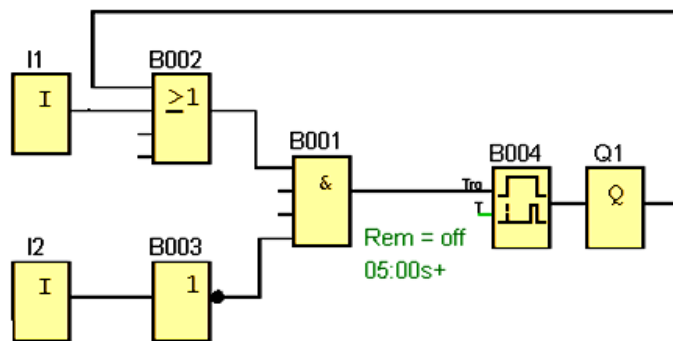 I1
I
B002
≥1
B001
&
B004
Trg
T
Q1
Q
Rem = off
05:00s+
I2
I
B003
1